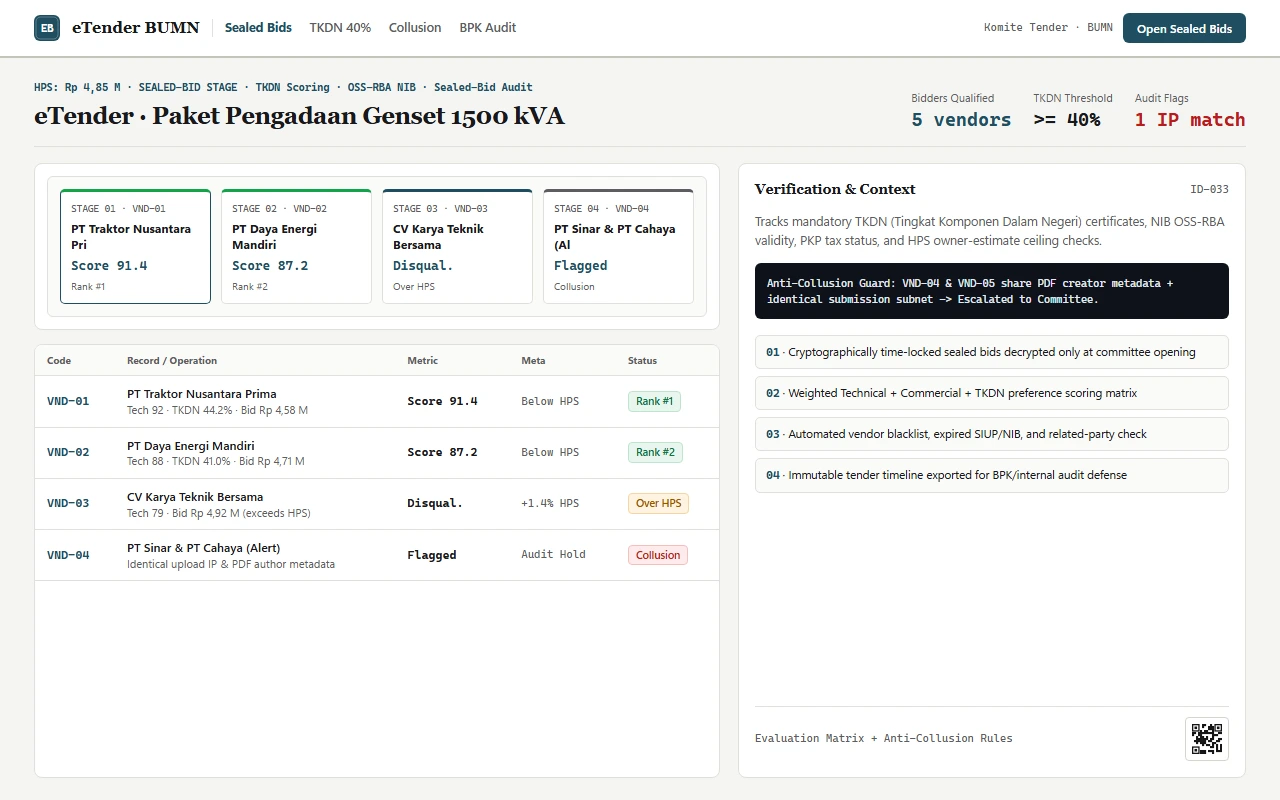 EB
eTender BUMN
Sealed Bids
TKDN 40%
Collusion
BPK Audit
Komite Tender · BUMN
Open Sealed Bids
HPS: Rp 4,85 M · SEALED-BID STAGE · TKDN Scoring · OSS-RBA NIB · Sealed-Bid Audit
eTender · Paket Pengadaan Genset 1500 kVA
Bidders Qualified
5 vendors
TKDN Threshold
>= 40%
Audit Flags
1 IP match
STAGE 01 · VND-01
PT Traktor Nusantara
Pri
Score 91.4
Rank #1
STAGE 02 · VND-02
PT Daya Energi
Mandiri
Score 87.2
Rank #2
STAGE 03 · VND-03
CV Karya Teknik
Bersama
Disqual.
Over HPS
STAGE 04 · VND-04
PT Sinar & PT Cahaya
(Al
Flagged
Collusion
Code Record / Operation Metric Meta Status
VND-01 PT Traktor Nusantara Prima Score 91.4 Below HPS Rank #1
Tech 92 · TKDN 44.2% · Bid Rp 4,58 M
VND-02 PT Daya Energi Mandiri Score 87.2 Below HPS Rank #2
Tech 88 · TKDN 41.0% · Bid Rp 4,71 M
VND-03 CV Karya Teknik Bersama Disqual. +1.4% HPS Over HPS
Tech 79 · Bid Rp 4,92 M (exceeds HPS)
VND-04 PT Sinar & PT Cahaya (Alert) Flagged Audit Hold Collusion
Identical upload IP & PDF author metadata
Verification & Context
ID-033
Tracks mandatory TKDN (Tingkat Komponen Dalam Negeri) certificates, NIB OSS-RBA
validity, PKP tax status, and HPS owner-estimate ceiling checks.
Anti-Collusion Guard: VND-04 & VND-05 share PDF creator metadata +
identical submission subnet -> Escalated to Committee.
01 · Cryptographically time-locked sealed bids decrypted only at committee opening
02 · Weighted Technical + Commercial + TKDN preference scoring matrix
03 · Automated vendor blacklist, expired SIUP/NIB, and related-party check
04 · Immutable tender timeline exported for BPK/internal audit defense
Evaluation Matrix + Anti-Collusion Rules